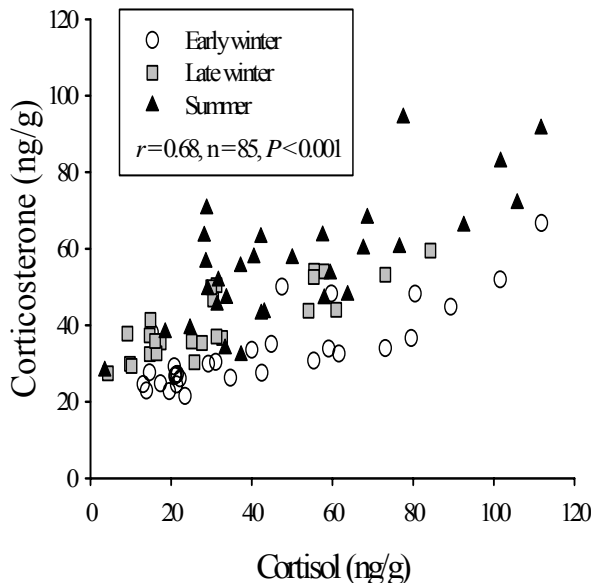 Early winter
Late winter
Summer
r=0.68, n=85, P<0.001
Corticosterone (ng/g)
120
100
80
60
40
20
0
0 20 40 60 80 100 120
Cortisol (ng/g)